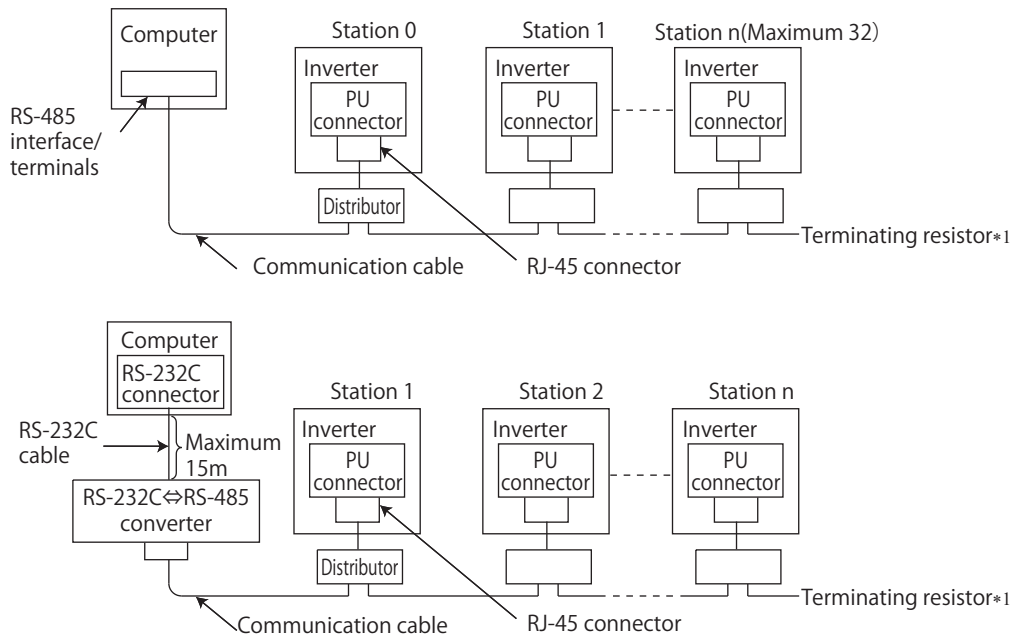 Computer
RS-485
interface/
terminals
Station 0
Inverter
PU
connector
Distributor
Station 1
Inverter
PU
connector
Station n(Maximum 32)
Inverter
PU
connector
Terminating resistor*1
Communication cable
RJ-45 connector
Computer
RS-232C
connector
RS-232C
cable
Maximum
15m
RS-232C⇔RS-485
converter
Station 1
Inverter
PU
connector
Distributor
Station 2
Inverter
PU
connector
Station n
Inverter
PU
connector
Terminating resistor*1
Communication cable
RJ-45 connector